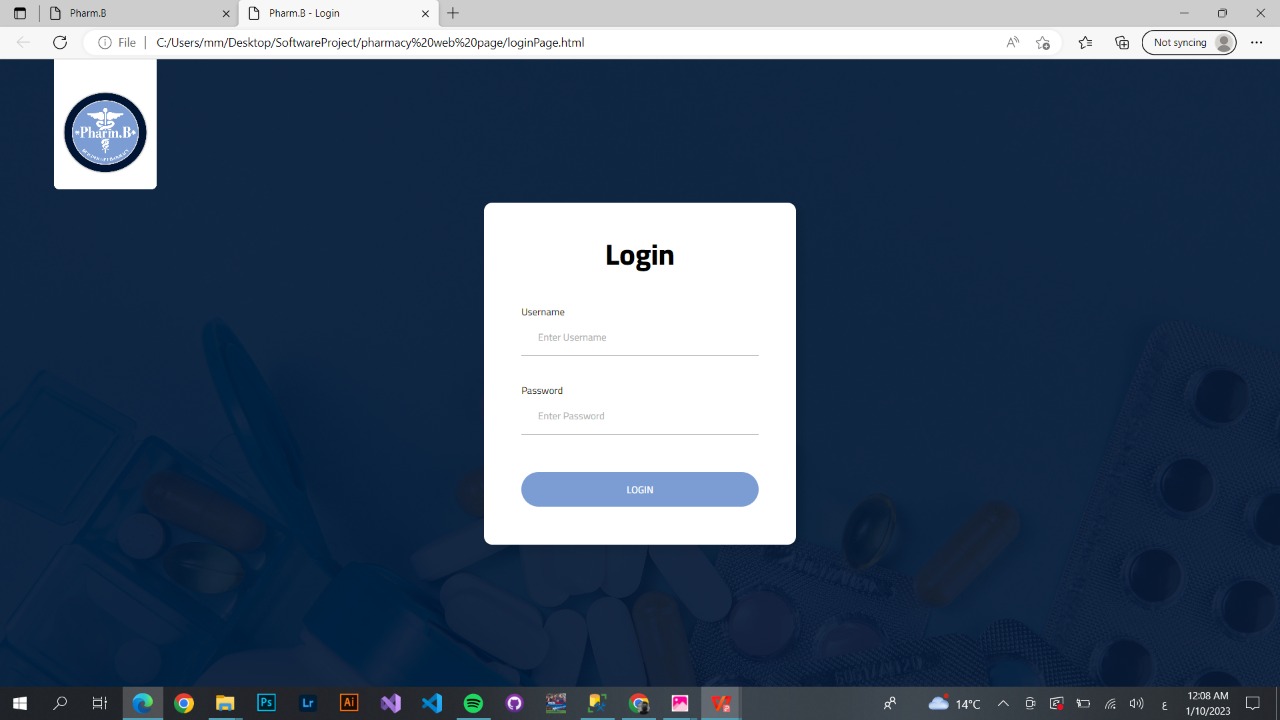 Pharm.B
Pharm.B - Login
File
C:/Users/mm/Desktop/SoftwareProject/pharmacy%20web%20page/loginPage.html
Not syncing
Pharm.B
Login
Username
Enter Username
Password
Enter Password
LOGIN
Ps
Lr
Ai
14°C
ع
12:08 AM
1/10/2023